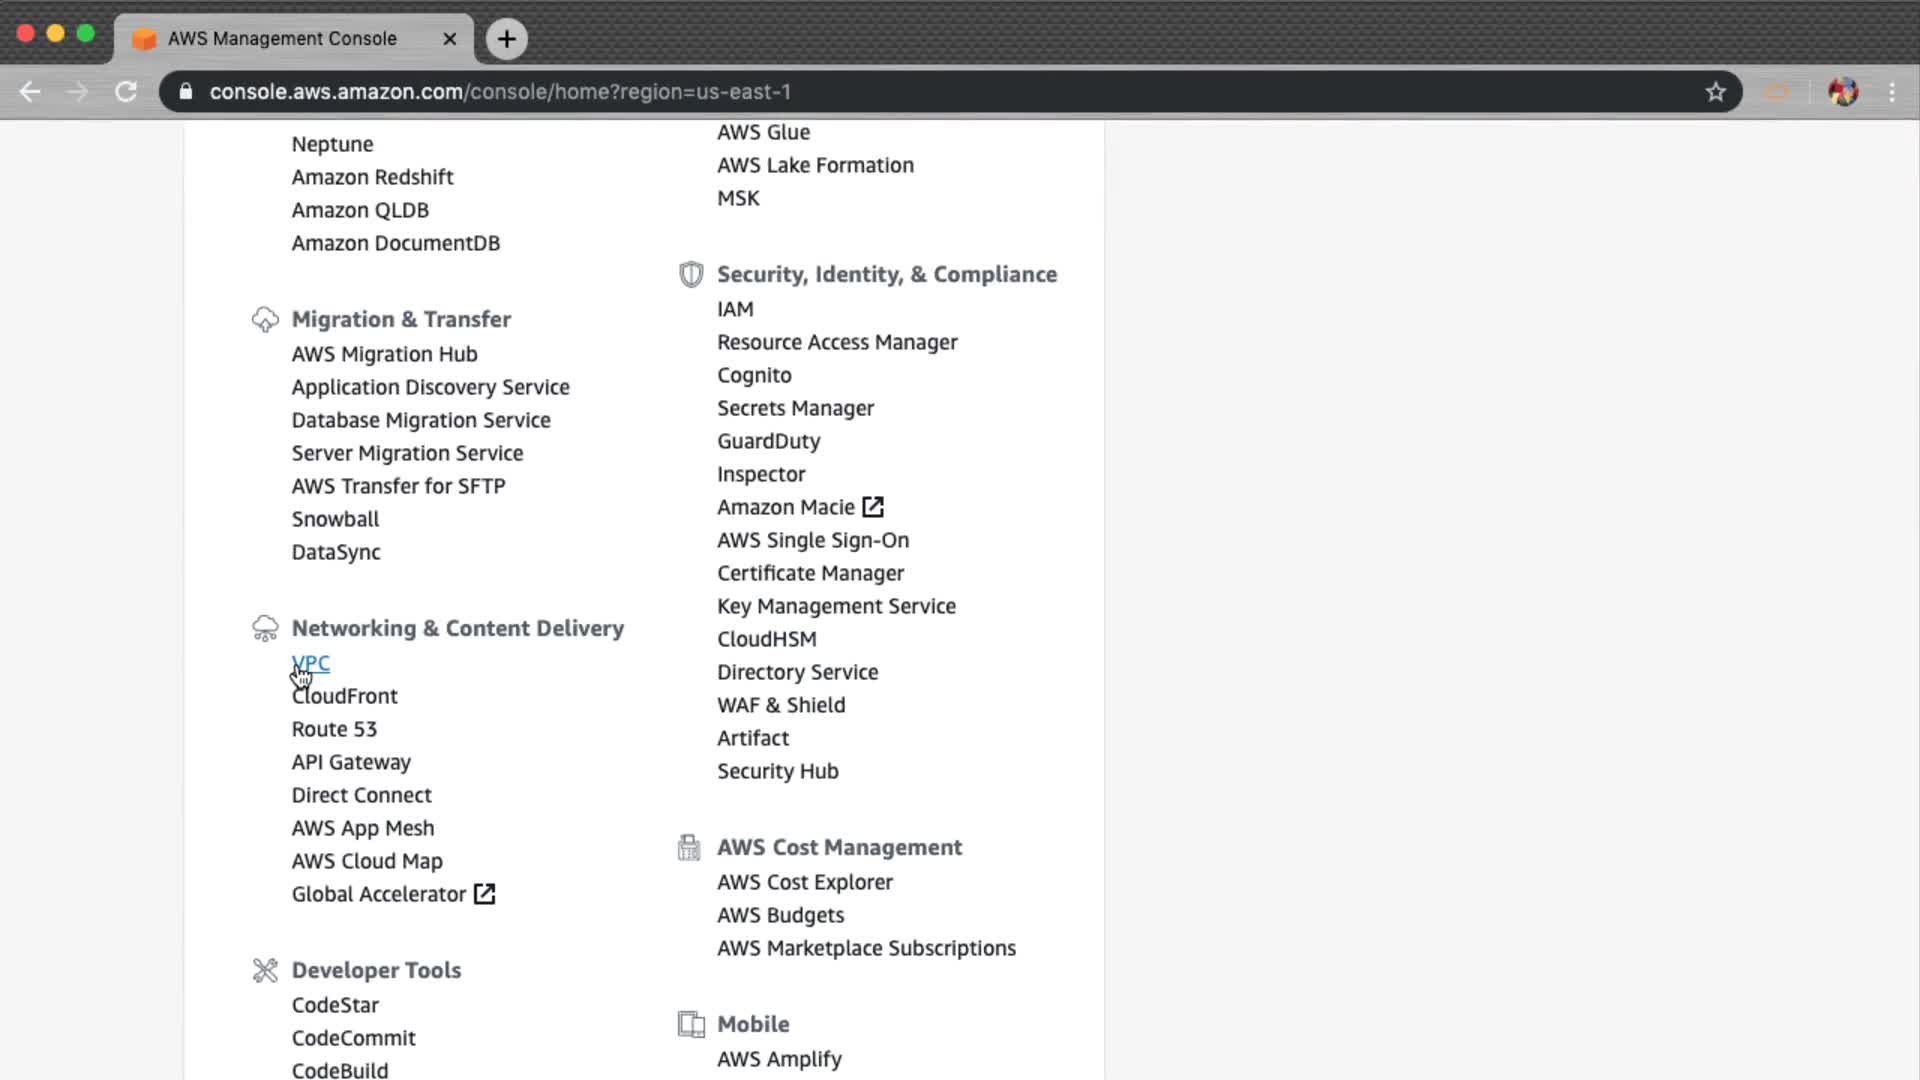 AWS Management Console
console.aws.amazon.com/console/home?region=us-east-1
Neptune
Amazon Redshift
Amazon QLDB
Amazon DocumentDB
Migration & Transfer
AWS Migration Hub
Application Discovery Service
Database Migration Service
Server Migration Service
AWS Transfer for SFTP
Snowball
DataSync
Networking & Content Delivery
VPC
CloudFront
Route 53
API Gateway
Direct Connect
AWS App Mesh
AWS Cloud Map
Global Accelerator
Developer Tools
CodeStar
CodeCommit
CodeBuild
AWS Glue
AWS Lake Formation
MSK
Security, Identity, & Compliance
IAM
Resource Access Manager
Cognito
Secrets Manager
GuardDuty
Inspector
Amazon Macie
AWS Single Sign-On
Certificate Manager
Key Management Service
CloudHSM
Directory Service
WAF & Shield
Artifact
Security Hub
AWS Cost Management
AWS Cost Explorer
AWS Budgets
AWS Marketplace Subscriptions
Mobile
AWS Amplify